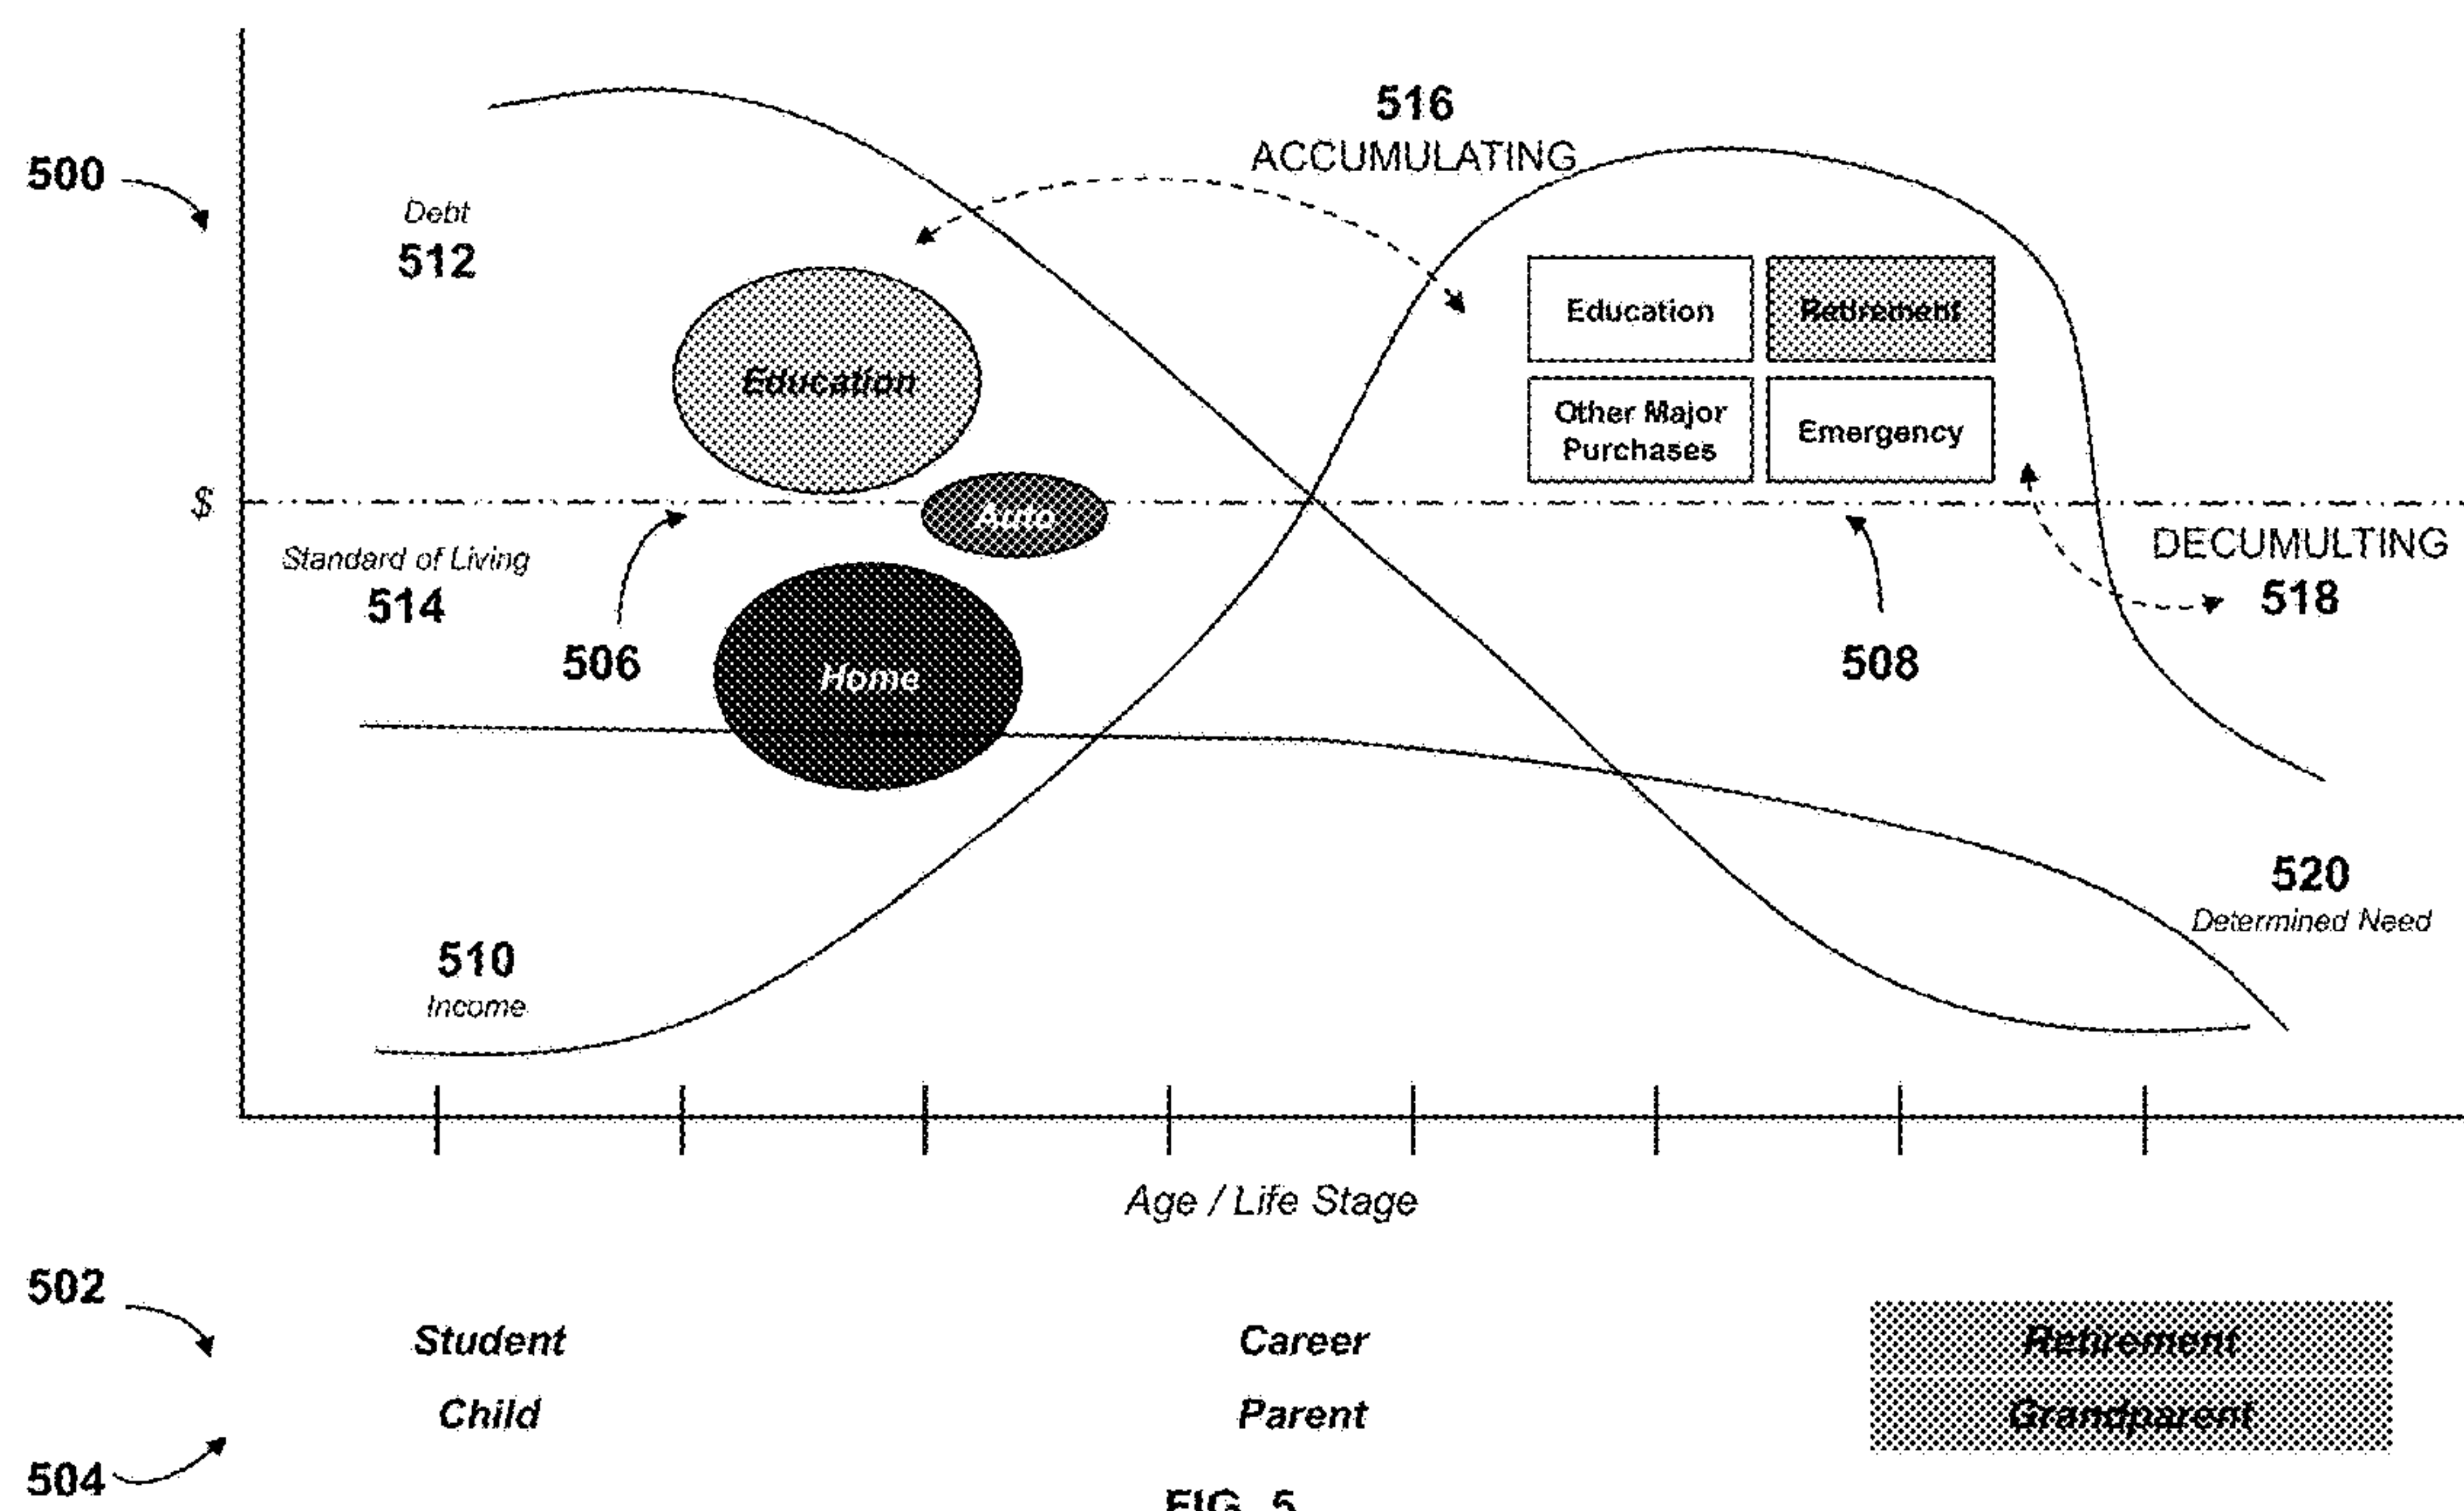 516
ACCUMULATING
500
Debt
512
Education
Retirement
Other Major
Purchases
Emergency
Education
$
Auto
DECUMULTING
518
Standard of Living
514
506
Home
508
520
Determined Need
510
Income
Age / Life Stage
502
Student
Career
Retirement
Child
Parent
Grandparent
504
FIG. 5